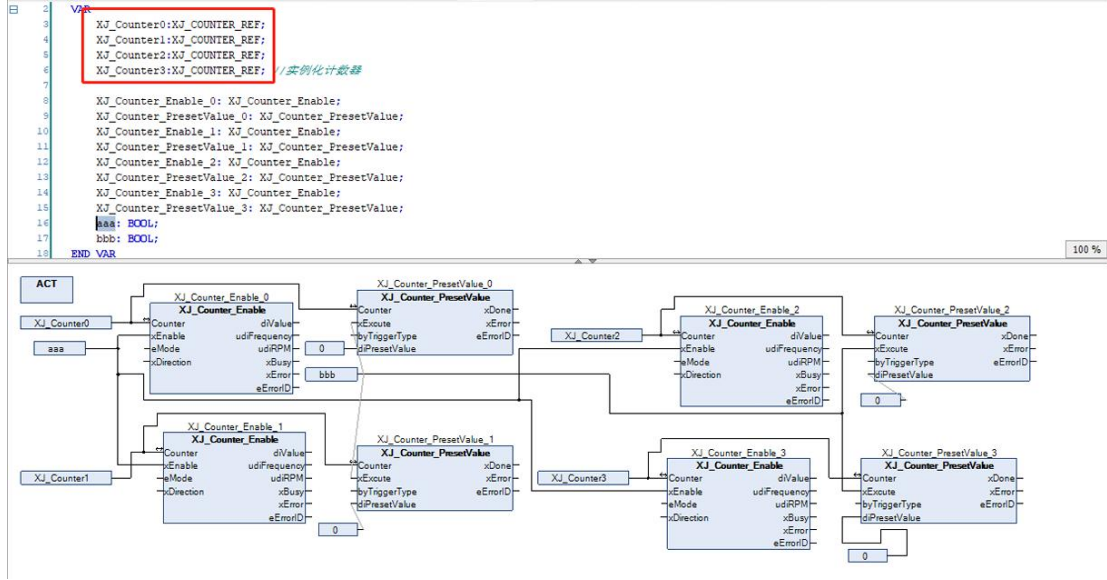 2 VAR
3 XJ_Counter0:XJ_COUNTER_REF;
4 XJ_Counter1:XJ_COUNTER_REF;
5 XJ_Counter2:XJ_COUNTER_REF;
6 XJ_Counter3:XJ_COUNTER_REF; //实例化计数器
7
8 XJ_Counter_Enable_0: XJ_Counter_Enable;
9 XJ_Counter_PresetValue_0: XJ_Counter_PresetValue;
10 XJ_Counter_Enable_1: XJ_Counter_Enable;
11 XJ_Counter_PresetValue_1: XJ_Counter_PresetValue;
12 XJ_Counter_Enable_2: XJ_Counter_Enable;
13 XJ_Counter_PresetValue_2: XJ_Counter_PresetValue;
14 XJ_Counter_Enable_3: XJ_Counter_Enable;
15 XJ_Counter_PresetValue_3: XJ_Counter_PresetValue;
16 aaa: BOOL;
17 bbb: BOOL;
18 END_VAR
100 %
ACT
XJ_Counter0
aaa
XJ_Counter_Enable_0
XJ_Counter_Enable
Counter diValue
xEnable udiFrequency
eMode udiRPM
xDirection xBusy
xError
eErrorID
XJ_Counter_PresetValue_0
XJ_Counter_PresetValue
Counter xDone
xExcute xError
byTriggerType eErrorID
diPresetValue
0
bbb
XJ_Counter2
XJ_Counter_Enable_2
XJ_Counter_Enable
Counter diValue
xEnable udiFrequency
eMode udiRPM
xDirection xBusy
xError
eErrorID
XJ_Counter_PresetValue_2
XJ_Counter_PresetValue
Counter xDone
xExcute xError
byTriggerType eErrorID
diPresetValue
0
XJ_Counter1
XJ_Counter_Enable_1
XJ_Counter_Enable
Counter diValue
xEnable udiFrequency
eMode udiRPM
xDirection xBusy
xError
eErrorID
XJ_Counter_PresetValue_1
XJ_Counter_PresetValue
Counter xDone
xExcute xError
byTriggerType eErrorID
diPresetValue
0
XJ_Counter3
XJ_Counter_Enable_3
XJ_Counter_Enable
Counter diValue
xEnable udiFrequency
eMode udiRPM
xDirection xBusy
xError
eErrorID
XJ_Counter_PresetValue_3
XJ_Counter_PresetValue
Counter xDone
xExcute xError
byTriggerType eErrorID
diPresetValue
0